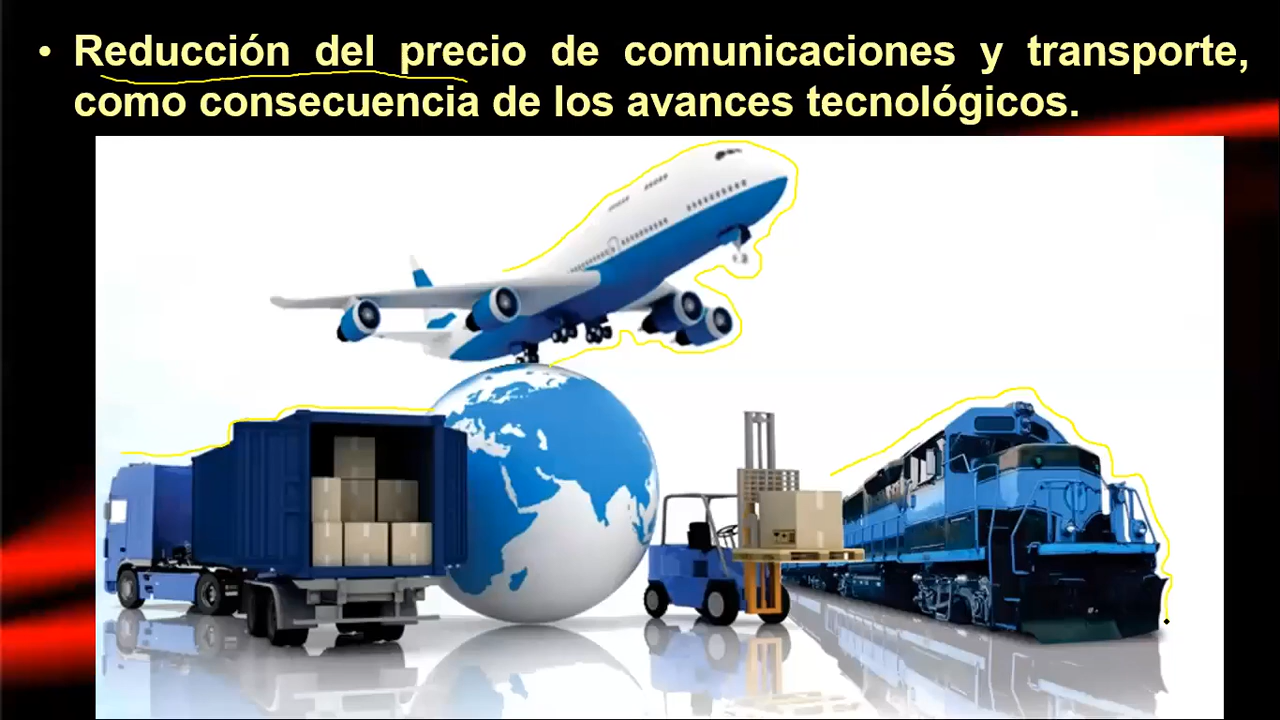 • Reducción del precio de comunicaciones y transporte,
como consecuencia de los avances tecnológicos.